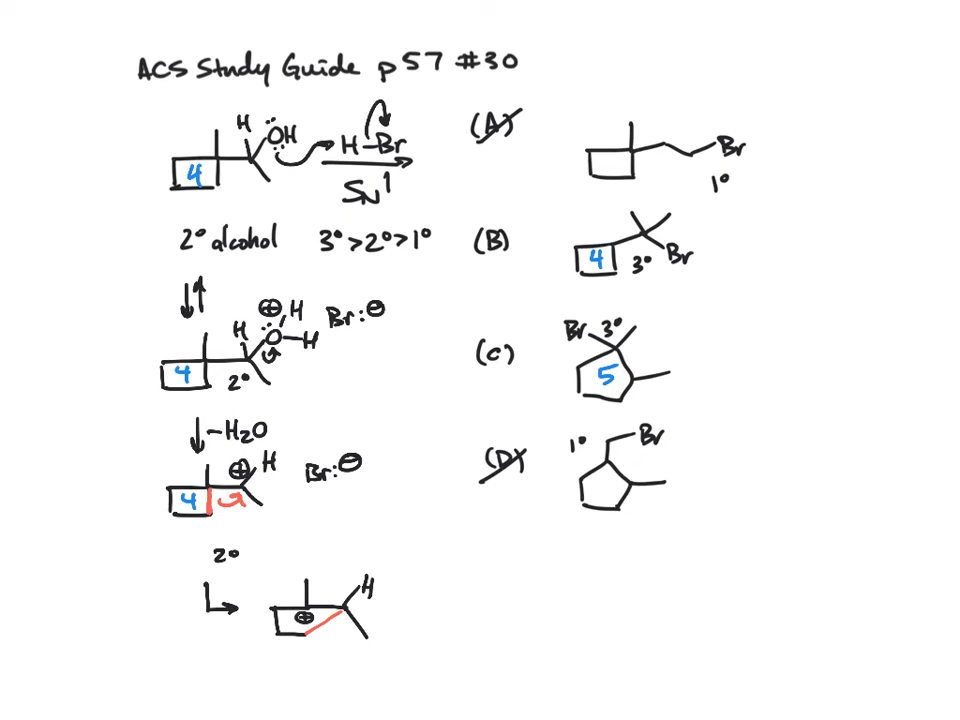 ACS Study Guide p57 #30
H ÖH H-Br
4
SN1
2° alcohol 3° > 2° > 1°
⊕ H
H O-H Br:⊖
4 2°
-H2O
⊕ H Br:⊖
4
2°
H
⊕
(A) Br
1°
(B) 4 3° Br
(C) Br 3°
5
(D) 1° Br